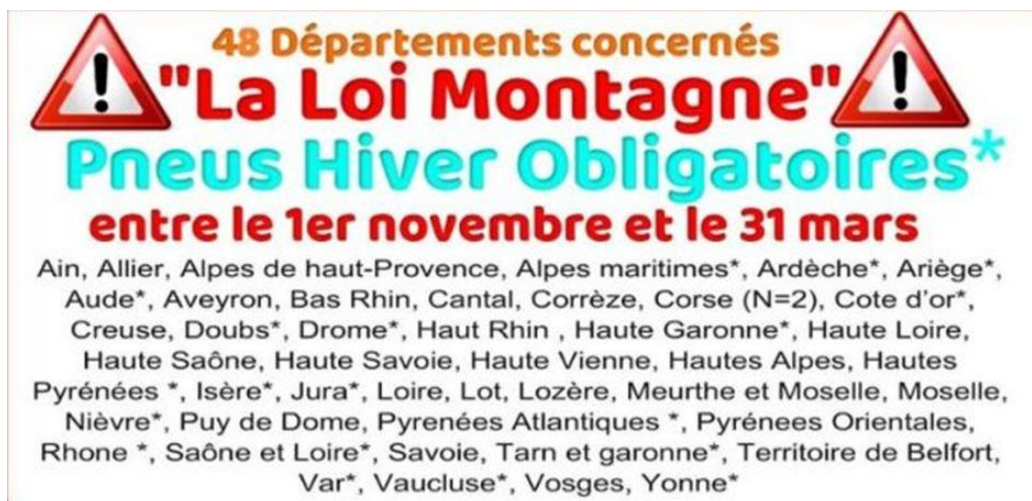 48 Départements concernés
"La Loi Montagne"
Pneus Hiver Obligatoires*
entre le 1er novembre et le 31 mars
Ain, Allier, Alpes de haut-Provence, Alpes maritimes*, Ardèche*, Ariège*,
Aude*, Aveyron, Bas Rhin, Cantal, Corrèze, Corse (N=2), Cote d'or*,
Creuse, Doubs*, Drome*, Haut Rhin , Haute Garonne*, Haute Loire,
Haute Saône, Haute Savoie, Haute Vienne, Hautes Alpes, Hautes
Pyrénées *, Isère*, Jura*, Loire, Lot, Lozère, Meurthe et Moselle, Moselle,
Nièvre*, Puy de Dome, Pyrenées Atlantiques *, Pyrénees Orientales,
Rhone *, Saône et Loire*, Savoie, Tarn et garonne*, Territoire de Belfort,
Var*, Vaucluse*, Vosges, Yonne*